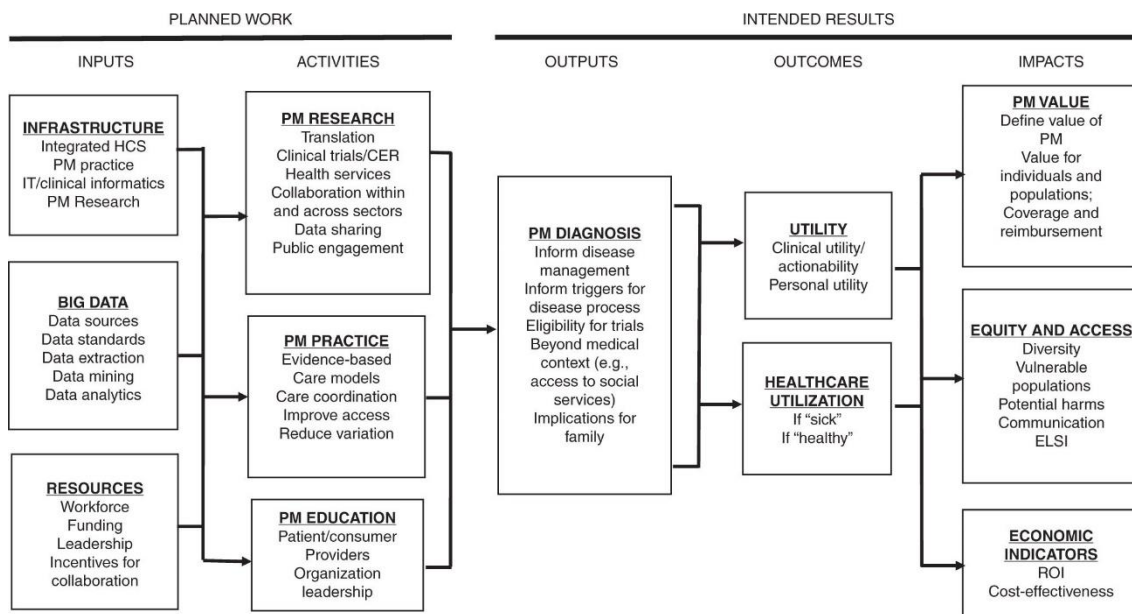 PLANNED WORK
INTENDED RESULTS
INPUTS
ACTIVITIES
OUTPUTS
OUTCOMES
IMPACTS
INFRASTRUCTURE
Integrated HCS
PM practice
IT/clinical informatics
PM Research
BIG DATA
Data sources
Data standards
Data extraction
Data mining
Data analytics
RESOURCES
Workforce
Funding
Leadership
Incentives for
collaboration
PM RESEARCH
Translation
Clinical trials/CER
Health services
Collaboration within
and across sectors
Data sharing
Public engagement
PM PRACTICE
Evidence-based
Care models
Care coordination
Improve access
Reduce variation
PM EDUCATION
Patient/consumer
Providers
Organization
leadership
PM DIAGNOSIS
Inform disease
management
Inform triggers for
disease process
Eligibility for trials
Beyond medical
context (e.g.,
access to social
services)
Implications for
family
UTILITY
Clinical utility/
actionability
Personal utility
HEALTHCARE
UTILIZATION
If “sick”
If “healthy”
PM VALUE
Define value of
PM
Value for
individuals and
populations;
Coverage and
reimbursement
EQUITY AND ACCESS
Diversity
Vulnerable
populations
Potential harms
Communication
ELSI
ECONOMIC
INDICATORS
ROI
Cost-effectiveness